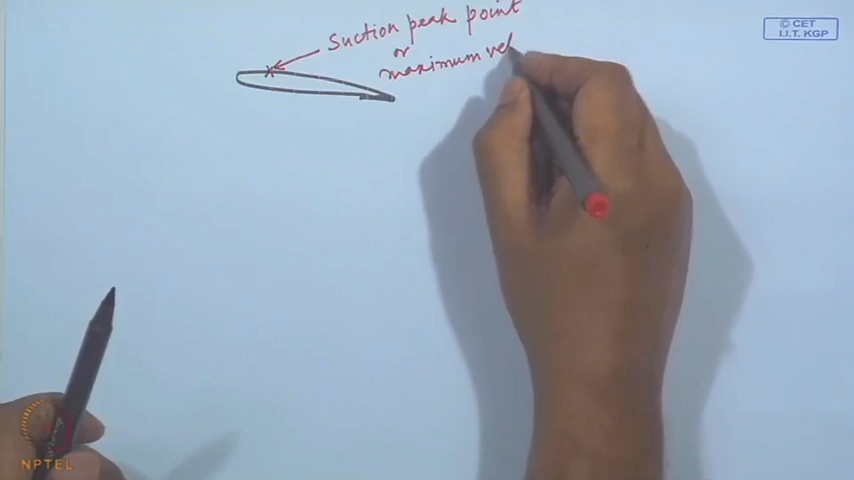 Suction peak point
or
maximum vel
© CET
I.I.T. KGP
NPTEL